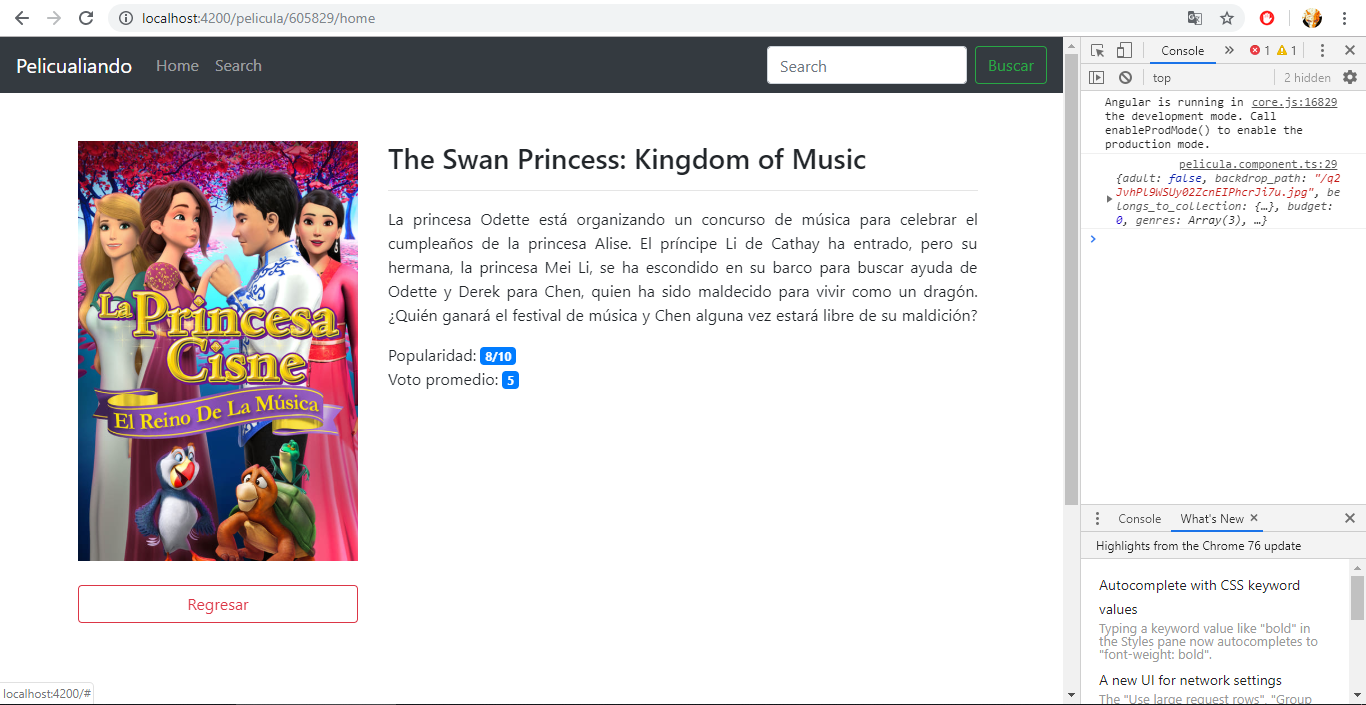 localhost:4200/pelicula/605829/home
Pelicualiando Home Search Search Buscar
The Swan Princess: Kingdom of Music
La princesa Odette está organizando un concurso de música para celebrar el
cumpleaños de la princesa Alise. El príncipe Li de Cathay ha entrado, pero su
hermana, la princesa Mei Li, se ha escondido en su barco para buscar ayuda de
Odette y Derek para Chen, quien ha sido maldecido para vivir como un dragón.
¿Quién ganará el festival de música y Chen alguna vez estará libre de su maldición?
Popularidad: 8/10
Voto promedio: 5
La Princesa
Cisne
El Reino De La Música
Regresar
localhost:4200/#
Console » 1 1
top 2 hidden
Angular is running in core.js:16829
the development mode. Call
enableProdMode() to enable the
production mode.
pelicula.component.ts:29
{adult: false, backdrop_path: "/q2
JvhPl9WSUy02ZcnEIPhcrJi7u.jpg", be
longs_to_collection: {…}, budget:
0, genres: Array(3), …}
Console What's New
Highlights from the Chrome 76 update
Autocomplete with CSS keyword
values
Typing a keyword value like "bold" in
the Styles pane now autocompletes to
"font-weight: bold".
A new UI for network settings
The "Use large request rows", "Group